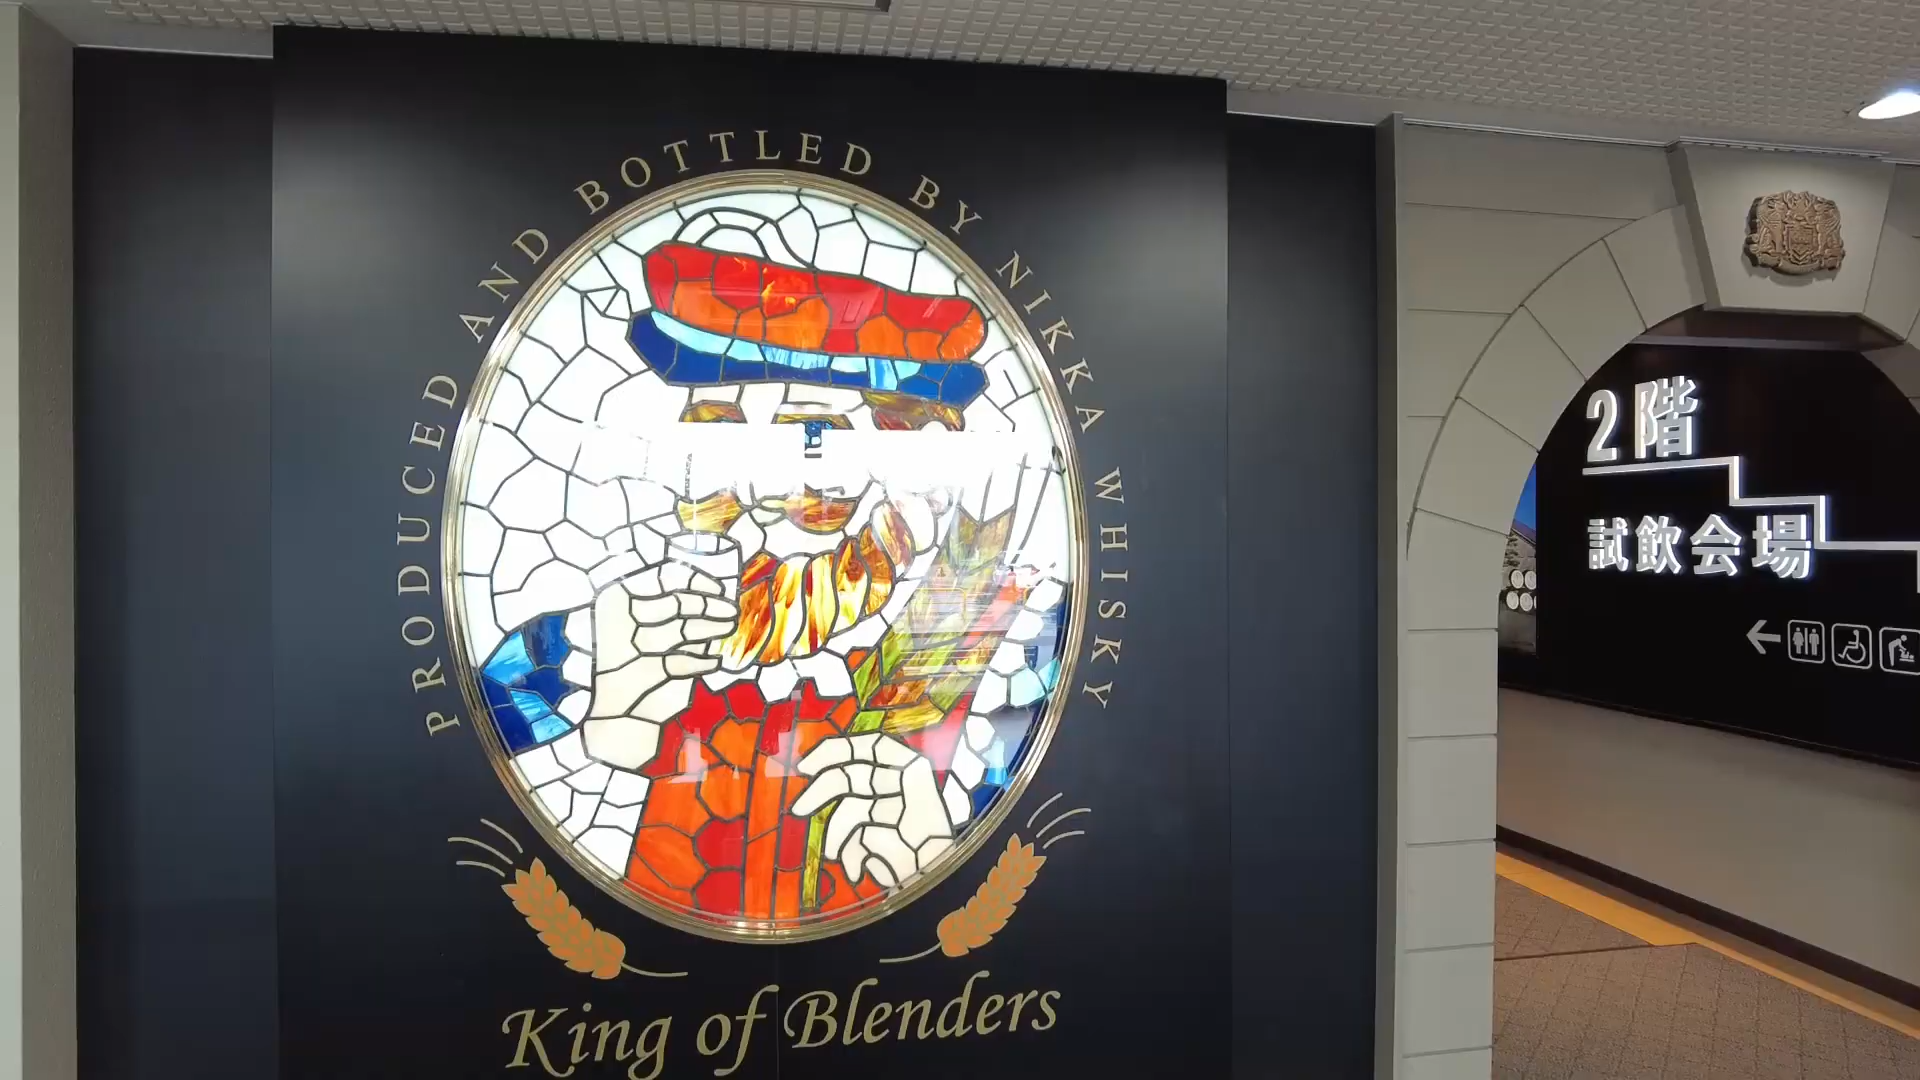 PRODUCED AND BOTTLED BY NIKKA WHISKY
King of Blenders
2階
試飲会場